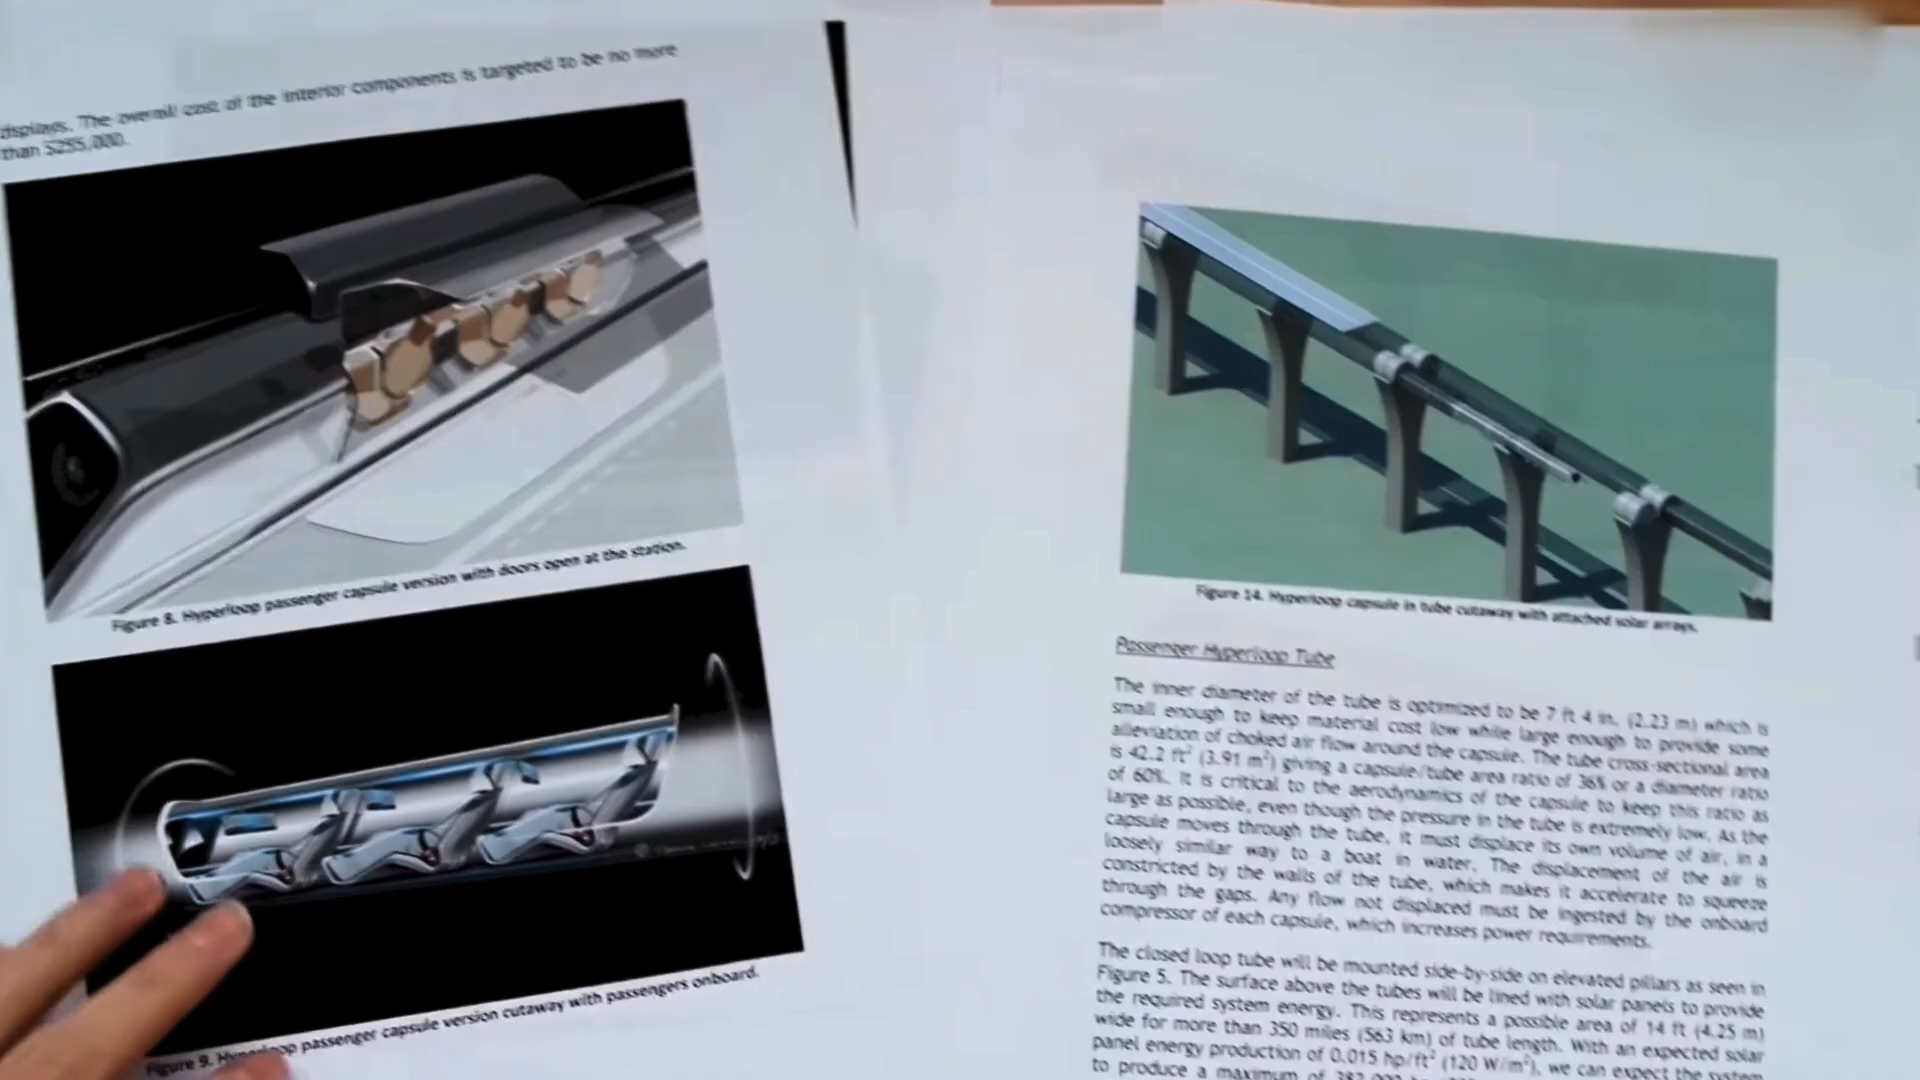 displays. The overall cost of the interior components is targeted to be no more
than $255,000.
Figure 8. Hyperloop passenger capsule version with doors open at the station.
Figure 9. Hyperloop passenger capsule version cutaway with passengers onboard.
Figure 14. Hyperloop capsule in tube cutaway with attached solar arrays.
Passenger Hyperloop Tube
The inner diameter of the tube is optimized to be 7 ft 4 in. (2.23 m) which is
small enough to keep material cost low while large enough to provide some
alleviation of choked air flow around the capsule. The tube cross-sectional area
is 42.2 ft² (3.91 m²) giving a capsule/tube area ratio of 36% or a diameter ratio
of 60%. It is critical to the aerodynamics of the capsule to keep this ratio as
large as possible, even though the pressure in the tube is extremely low. As the
capsule moves through the tube, it must displace its own volume of air, in a
loosely similar way to a boat in water. The displacement of the air is
constricted by the walls of the tube, which makes it accelerate to squeeze
through the gaps. Any flow not displaced must be ingested by the onboard
compressor of each capsule, which increases power requirements.
The closed loop tube will be mounted side-by-side on elevated pillars as seen in
Figure 5. The surface above the tubes will be lined with solar panels to provide
the required system energy. This represents a possible area of 14 ft (4.25 m)
wide for more than 350 miles (563 km) of tube length. With an expected solar
panel energy production of 0.015 hp/ft² (120 W/m²), we can expect the system
to produce a maximum of 382,000